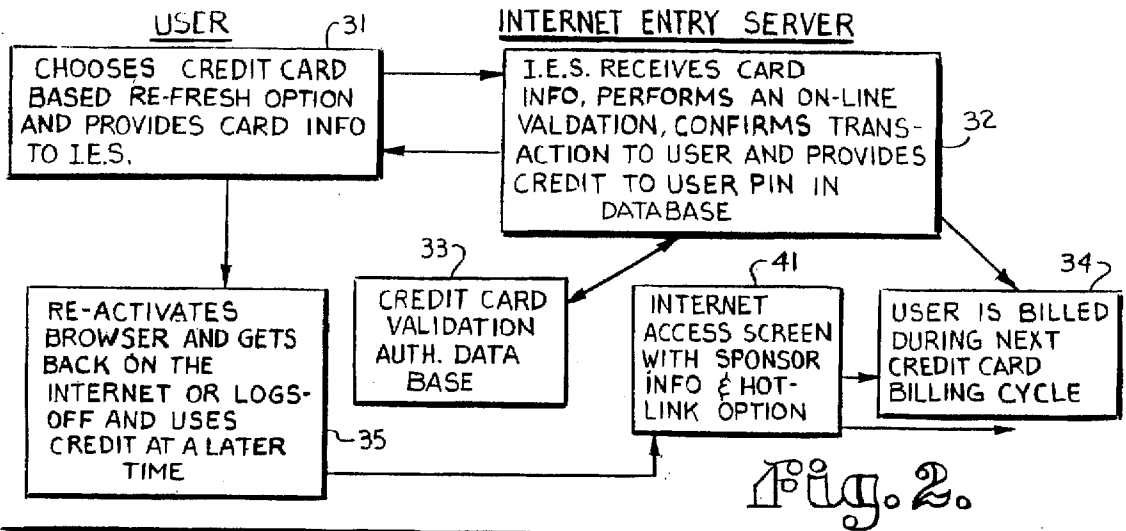 USER
INTERNET ENTRY SERVER
31
CHOOSES CREDIT CARD
BASED RE-FRESH OPTION
AND PROVIDES CARD INFO
TO I.E.S.
I.E.S. RECEIVES CARD
INFO, PERFORMS AN ON-LINE
VALDATION, CONFIRMS TRANS-
ACTION TO USER AND PROVIDES
CREDIT TO USER PIN IN
DATABASE
32
33
CREDIT CARD
VALIDATION
AUTH. DATA
BASE
41
INTERNET
ACCESS SCREEN
WITH SPONSOR
INFO & HOT-
LINK OPTION
34
USER IS BILLED
DURING NEXT
CREDIT CARD
BILLING CYCLE
RE-ACTIVATES
BROWSER AND GETS
BACK ON THE
INTERNET OR LOGS-
OFF AND USES
CREDIT AT A LATER
TIME
35
Fig. 2.